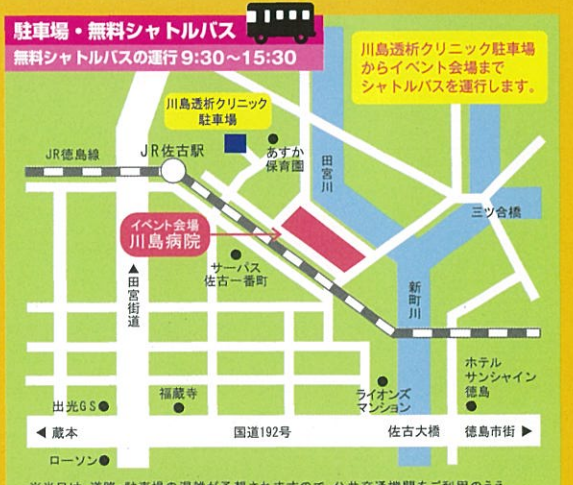 駐車場・無料シャトルバス
無料シャトルバスの運行 9:30～15:30
川島透析クリニック駐車場
からイベント会場まで
シャトルバスを運行します。
川島透析クリニック
駐車場
JR徳島線
JR佐古駅
あすか
保育園
田宮川
三ツ合橋
イベント会場
川島病院
サーパス
佐古一番町
▲田宮街道
新町川
ホテル
サンシャイン
徳島
ライオンズ
マンション
福蔵寺
出光GS
◀ 蔵本
国道192号
佐古大橋
徳島市街 ▶
ローソン